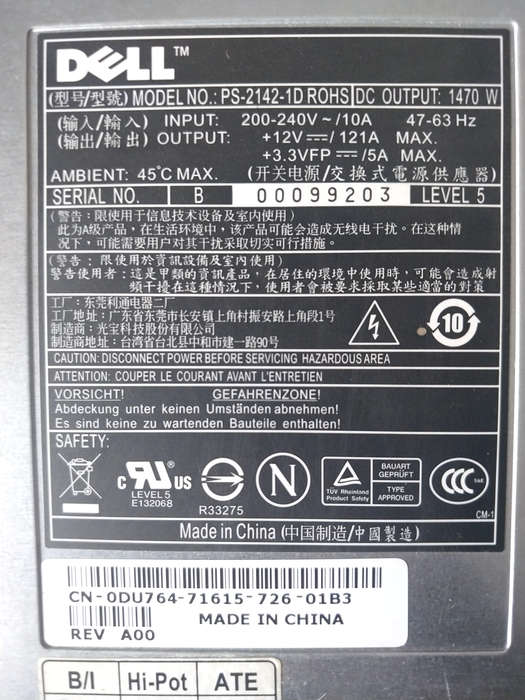 DELL™
(型号/型號) MODEL NO.: PS-2142-1D ROHS DC OUTPUT: 1470 W
(输入/輸入) INPUT: 200-240V~/10A 47-63 Hz
(输出/輸出) OUTPUT: +12V⎓/121A MAX.
+3.3VFP⎓/5A MAX.
AMBIENT: 45°C MAX. (开关电源/交換式電源供應器)
SERIAL NO. B 00099203 LEVEL 5
(警告：限使用于信息技术设备及室内使用)
此为A级产品，在生活环境中，该产品可能会造成无线电干扰。在这种情
况下，可能需要用户对其干扰采取切实可行措施。
(警告：限使用於資訊設備及室內使用)
警告使用者：這是甲類的資訊產品，在居住的環境中使用時，可能會造成射
頻干擾在這種情況下，使用者會被要求採取某些適當的對策
工厂：东莞利通电器二厂
工厂地址：广东省东莞市长安镇上角村振安路上角段1号
制造商：光宝科技股份有限公司
制造商地址：台湾省台北县中和市建一路90号
10
CAUTION: DISCONNECT POWER BEFORE SERVICING HAZARDOUS AREA
ATTENTION: COUPER LE COURANT AVANT L'ENTRETIEN
VORSICHT! GEFAHRENZONE!
Abdeckung unter keinen Umständen abnehmen!
Es sind keine zu wartenden Bauteile enthalten!
SAFETY:
c RU US
LEVEL 5
E132068
R33275
N
TÜV Rheinland
Product Safety
BAUART
GEPRÜFT
TYPE
APPROVED
CCC S&E
CM-1
Made in China (中国制造/中國製造)
CN-0DU764-71615-726-01B3
MADE IN CHINA
REV A00
B/I Hi-Pot ATE